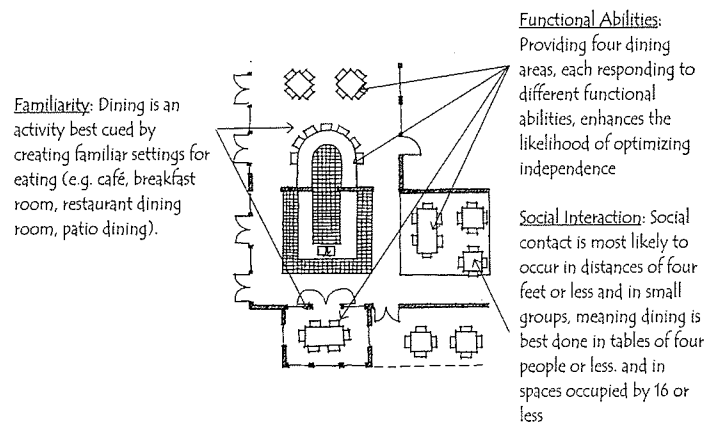 Familiarity: Dining is an
activity best cued by
creating familiar settings for
eating (e.g. café, breakfast
room, restaurant dining
room, patio dining).
Functional Abilities:
Providing four dining
areas, each responding to
different functional
abilities, enhances the
likelihood of optimizing
independence
Social Interaction: Social
contact is most likely to
occur in distances of four
feet or less and in small
groups, meaning dining is
best done in tables of four
people or less. and in
spaces occupied by 16 or
less